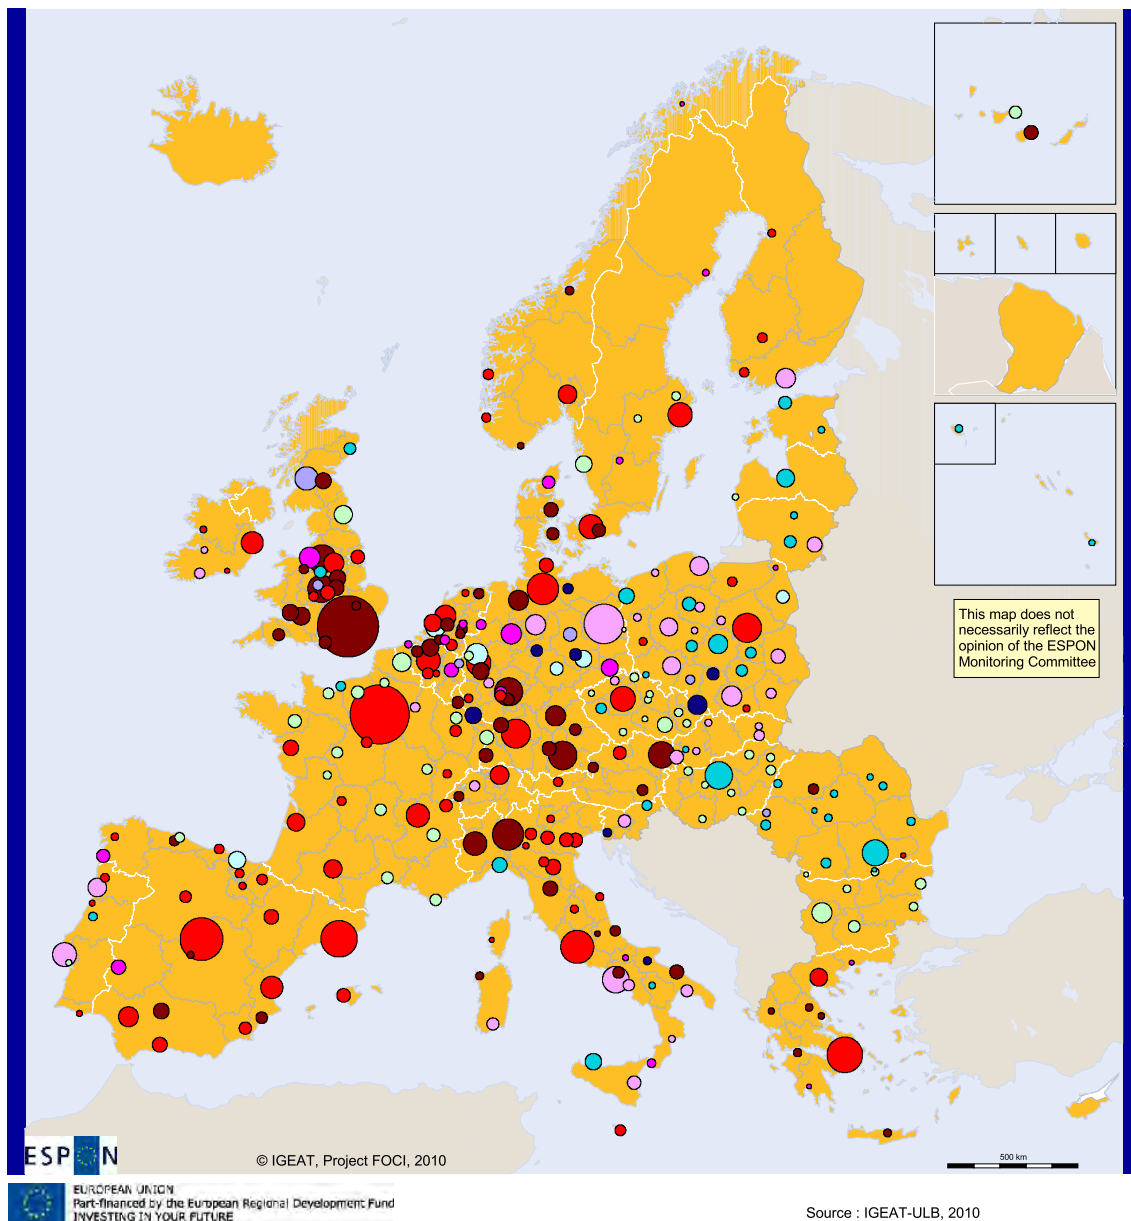 This map does not
necessarily reflect the
opinion of the ESPON
Monitoring Committee
500 km
ESPON
© IGEAT, Project FOCI, 2010
EUROPEAN UNION
Part-financed by the European Regional Development Fund
INVESTING IN YOUR FUTURE
Source : IGEAT-ULB, 2010